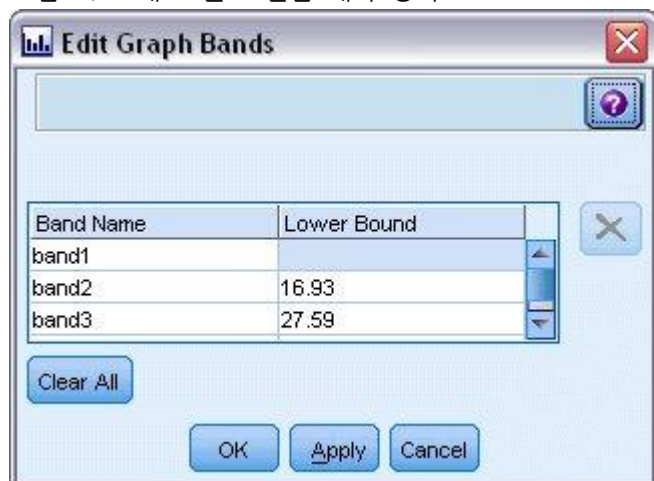 Edit Graph Bands
?
Band Name Lower Bound
band1
band2 16.93
band3 27.59
Clear All
OK Apply Cancel